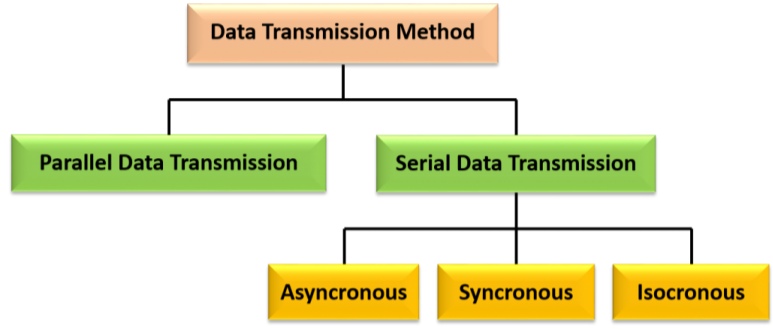 Data Transmission Method
Parallel Data Transmission
Serial Data Transmission
Asyncronous
Syncronous
Isocronous